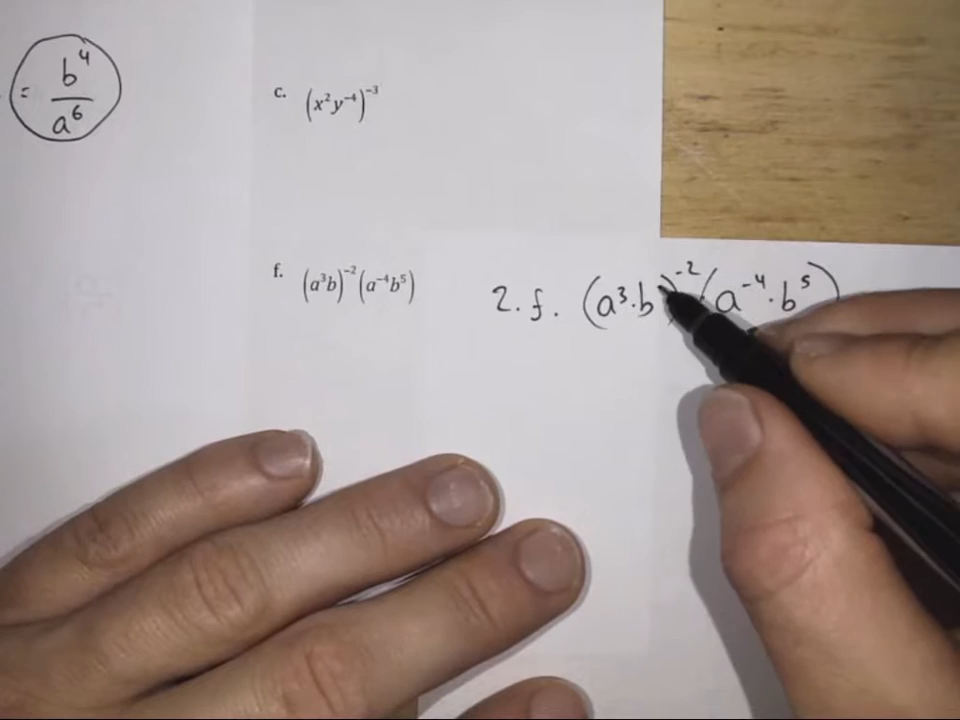 = b⁴/a⁶
c. (x²y⁻⁴)⁻³
f. (a³b)⁻²(a⁻⁴b⁵)
2. f. (a³·b)⁻²(a⁻⁴·b⁵)